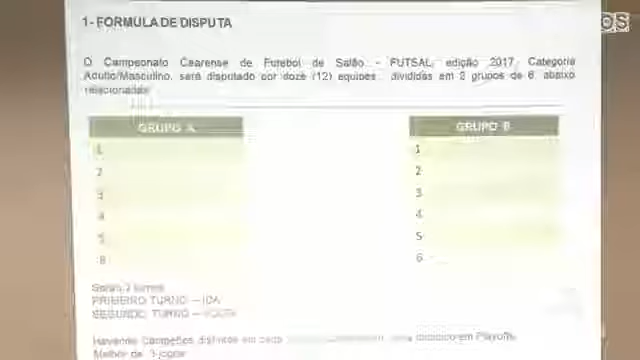 OS
1- FORMULA DE DISPUTA
O Campeonato Cearense de Futebol de Salão - FUTSAL, edição 2017, Categoria
Adulto/Masculino, será disputado por doze (12) equipes, divididas em 2 grupos de 6, abaixo
relacionadas
GRUPO A GRUPO B
1 1
2 2
3 3
4 4
5 5
6 6
Serão 2 turnos
PRIMEIRO TURNO – IDA
SEGUNDO TURNO – VOLTA
Havendo Campeões distintos em cada em Playoffs
Melhor de 3 jogos